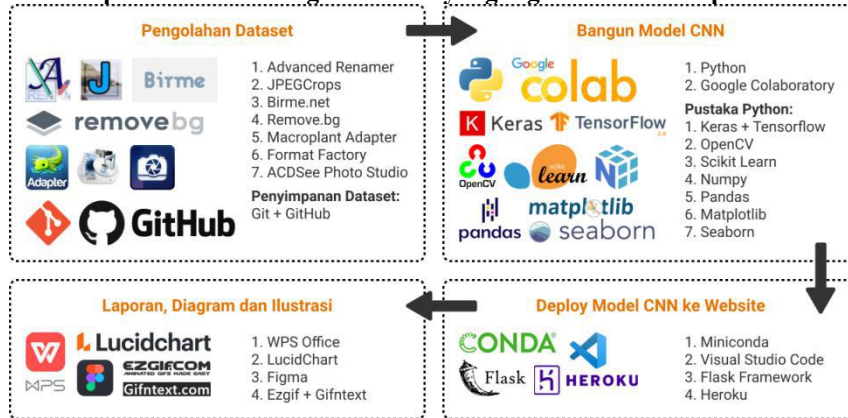 Pengolahan Dataset
Birme
removebg
Adapter
GitHub
1. Advanced Renamer
2. JPEGCrops
3. Birme.net
4. Remove.bg
5. Macroplant Adapter
6. Format Factory
7. ACDSee Photo Studio
Penyimpanan Dataset:
Git + GitHub
Bangun Model CNN
Google
colab
K Keras TensorFlow
OpenCV
learn
pandas
matplotlib
seaborn
1. Python
2. Google Colaboratory
Pustaka Python:
1. Keras + Tensorflow
2. OpenCV
3. Scikit Learn
4. Numpy
5. Pandas
6. Matplotlib
7. Seaborn
Laporan, Diagram dan Ilustrasi
W
WPS
Lucidchart
EZGIF.COM
ANIMATED GIFS MADE EASY
Gifntext.com
1. WPS Office
2. LucidChart
3. Figma
4. Ezgif + Gifntext
Deploy Model CNN ke Website
CONDA
Flask
HEROKU
1. Miniconda
2. Visual Studio Code
3. Flask Framework
4. Heroku